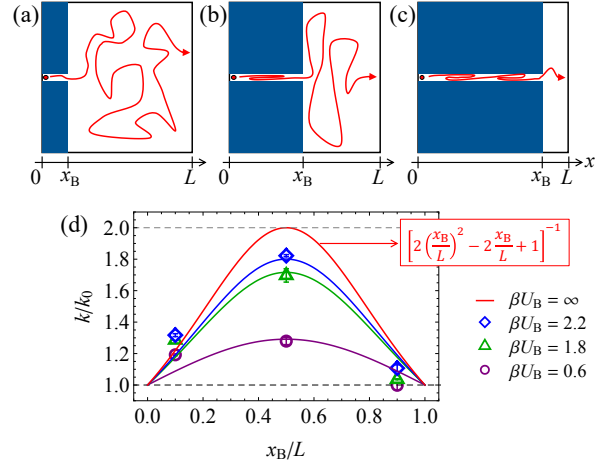 (a) (b) (c)
0 x_B L 0 x_B L 0 x_B L x
(d)
[2 (x_B/L)^2 − 2 x_B/L + 1]^{−1}
k/k_0
2.0
1.8
1.6
1.4
1.2
1.0
βU_B = ∞
βU_B = 2.2
βU_B = 1.8
βU_B = 0.6
0.0 0.2 0.4 0.6 0.8 1.0
x_B/L